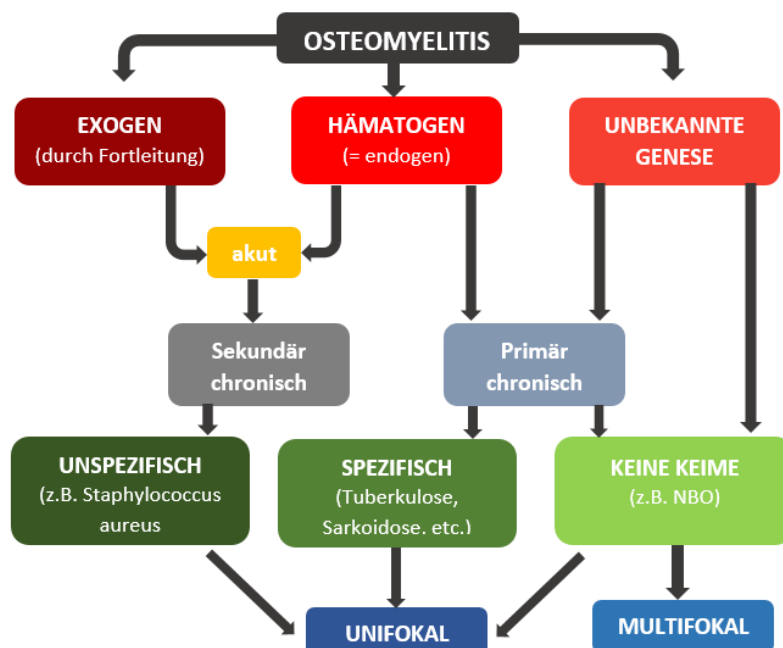 OSTEOMYELITIS
EXOGEN
(durch Fortleitung)
HÄMATOGEN
(= endogen)
UNBEKANNTE
GENESE
akut
Sekundär
chronisch
Primär
chronisch
UNSPEZIFISCH
(z.B. Staphylococcus
aureus
SPEZIFISCH
(Tuberkulose,
Sarkoidose. etc.)
KEINE KEIME
(z.B. NBO)
UNIFOKAL
MULTIFOKAL